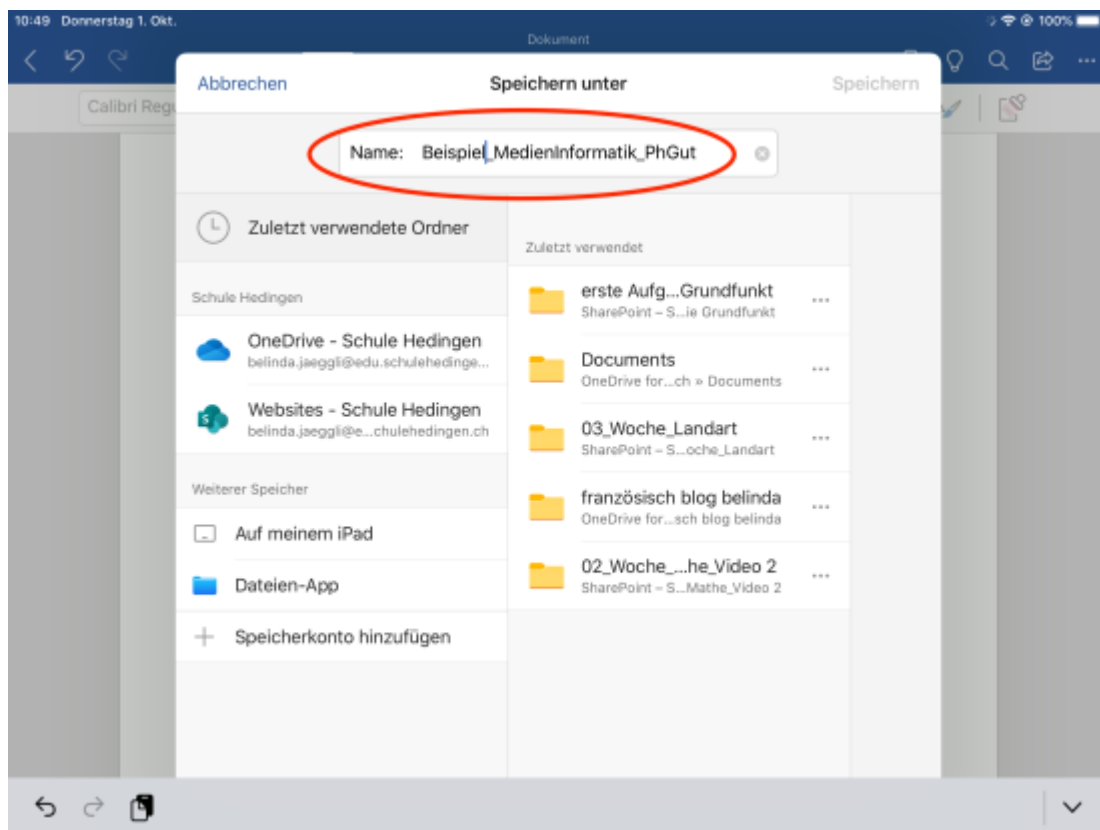 10:49 Donnerstag 1. Okt.
100%
Dokument
Abbrechen
Speichern unter
Speichern
Calibri Regu
Name: Beispiel_MedienInformatik_PhGut
Zuletzt verwendete Ordner
Schule Hedingen
OneDrive - Schule Hedingen
belinda.jaeggli@edu.schulehedinge...
Websites - Schule Hedingen
belinda.jaeggli@e...chulehedingen.ch
Weiterer Speicher
Auf meinem iPad
Dateien-App
Speicherkonto hinzufügen
Zuletzt verwendet
erste Aufg...Grundfunkt
SharePoint – S...ie Grundfunkt
Documents
OneDrive for...ch » Documents
03_Woche_Landart
SharePoint – S...oche_Landart
französisch blog belinda
OneDrive for...sch blog belinda
02_Woche_...he_Video 2
SharePoint – S...Mathe_Video 2